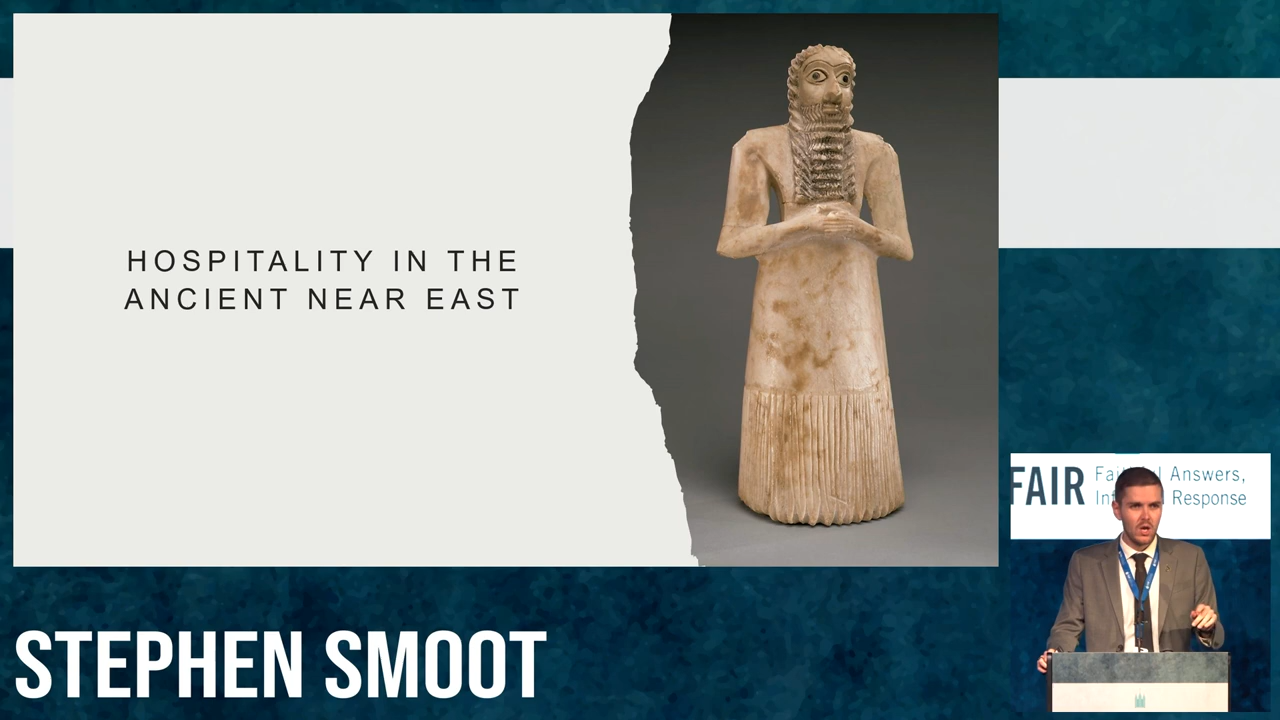 HOSPITALITY IN THE
ANCIENT NEAR EAST
FAIR
Answers,
Response
STEPHEN SMOOT